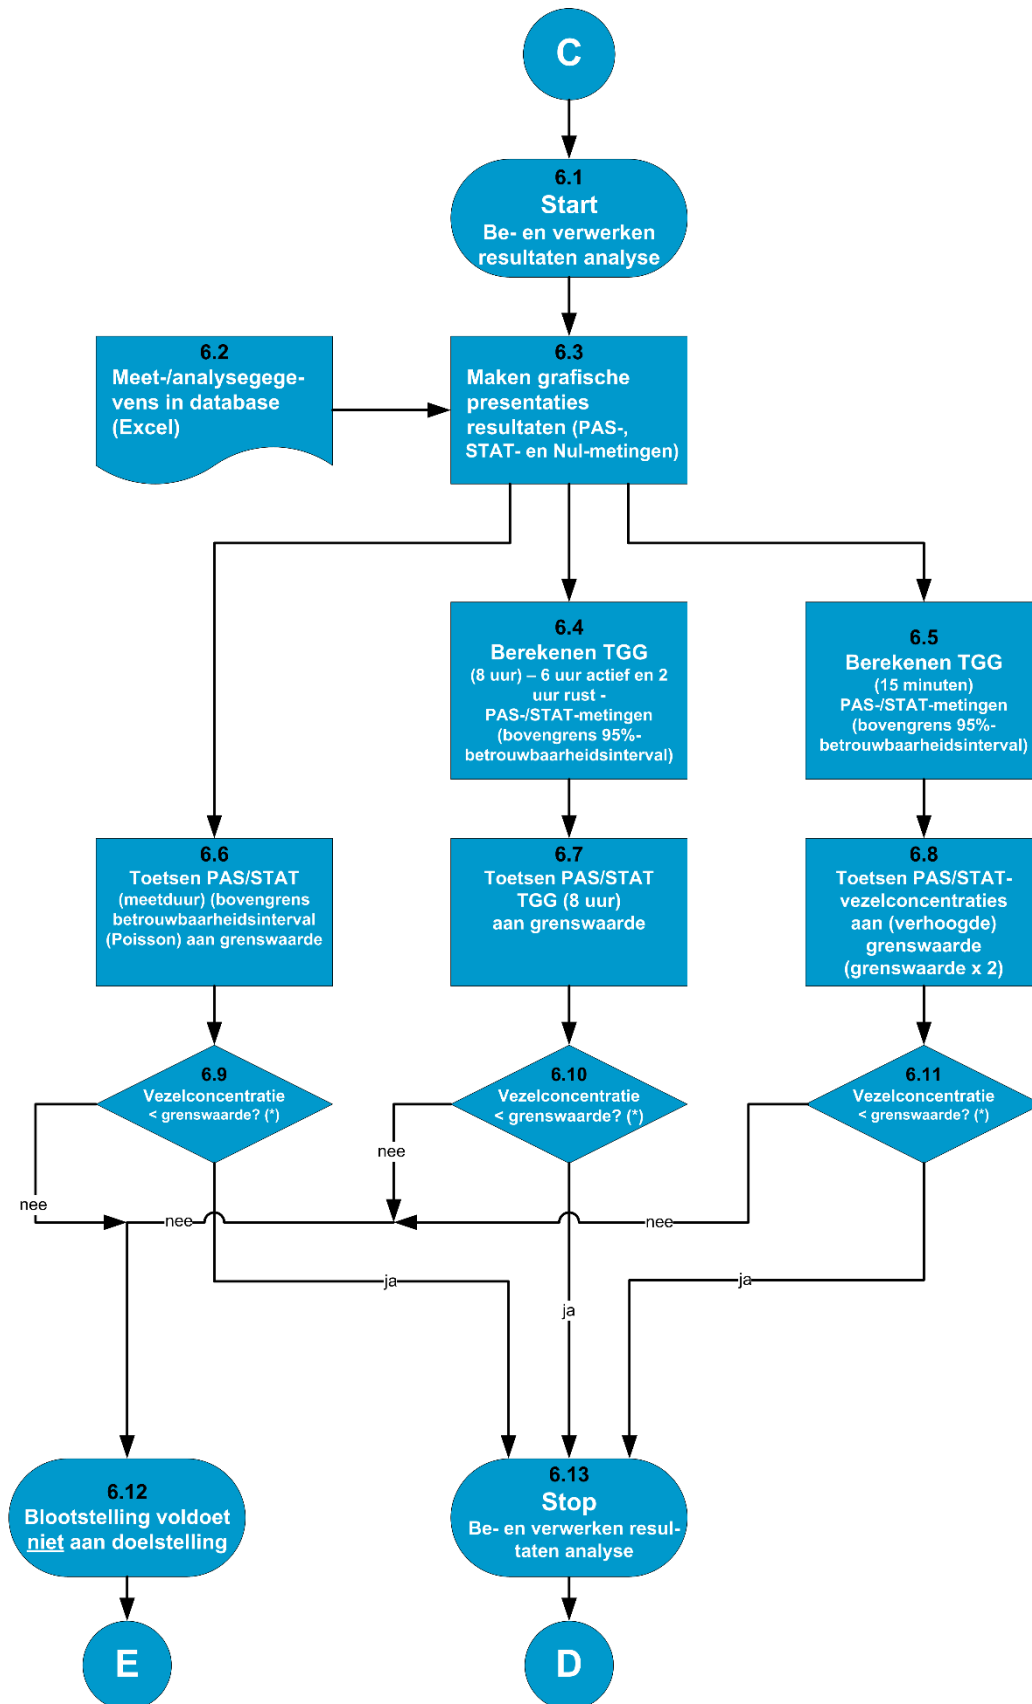 C
6.1
Start
Be- en verwerken
resultaten analyse
6.2
Meet-/analysegege-
vens in database
(Excel)
6.3
Maken grafische
presentaties
resultaten (PAS-,
STAT- en Nul-metingen)
6.4
Berekenen TGG
(8 uur) – 6 uur actief en 2
uur rust -
PAS-/STAT-metingen
(bovengrens 95%-
betrouwbaarheidsinterval)
6.5
Berekenen TGG
(15 minuten)
PAS-/STAT-metingen
(bovengrens 95%-
betrouwbaarheidsinterval)
6.6
Toetsen PAS/STAT
(meetduur) (bovengrens
betrouwbaarheidsinterval
(Poisson) aan grenswaarde
6.7
Toetsen PAS/STAT
TGG (8 uur)
aan grenswaarde
6.8
Toetsen PAS/STAT-
vezelconcentraties
aan (verhoogde)
grenswaarde
(grenswaarde x 2)
6.9
Vezelconcentratie
< grenswaarde? (*)
6.10
Vezelconcentratie
< grenswaarde? (*)
6.11
Vezelconcentratie
< grenswaarde? (*)
nee
nee
nee
nee
ja
ja
ja
6.12
Blootstelling voldoet
niet aan doelstelling
6.13
Stop
Be- en verwerken resul-
taten analyse
E
D